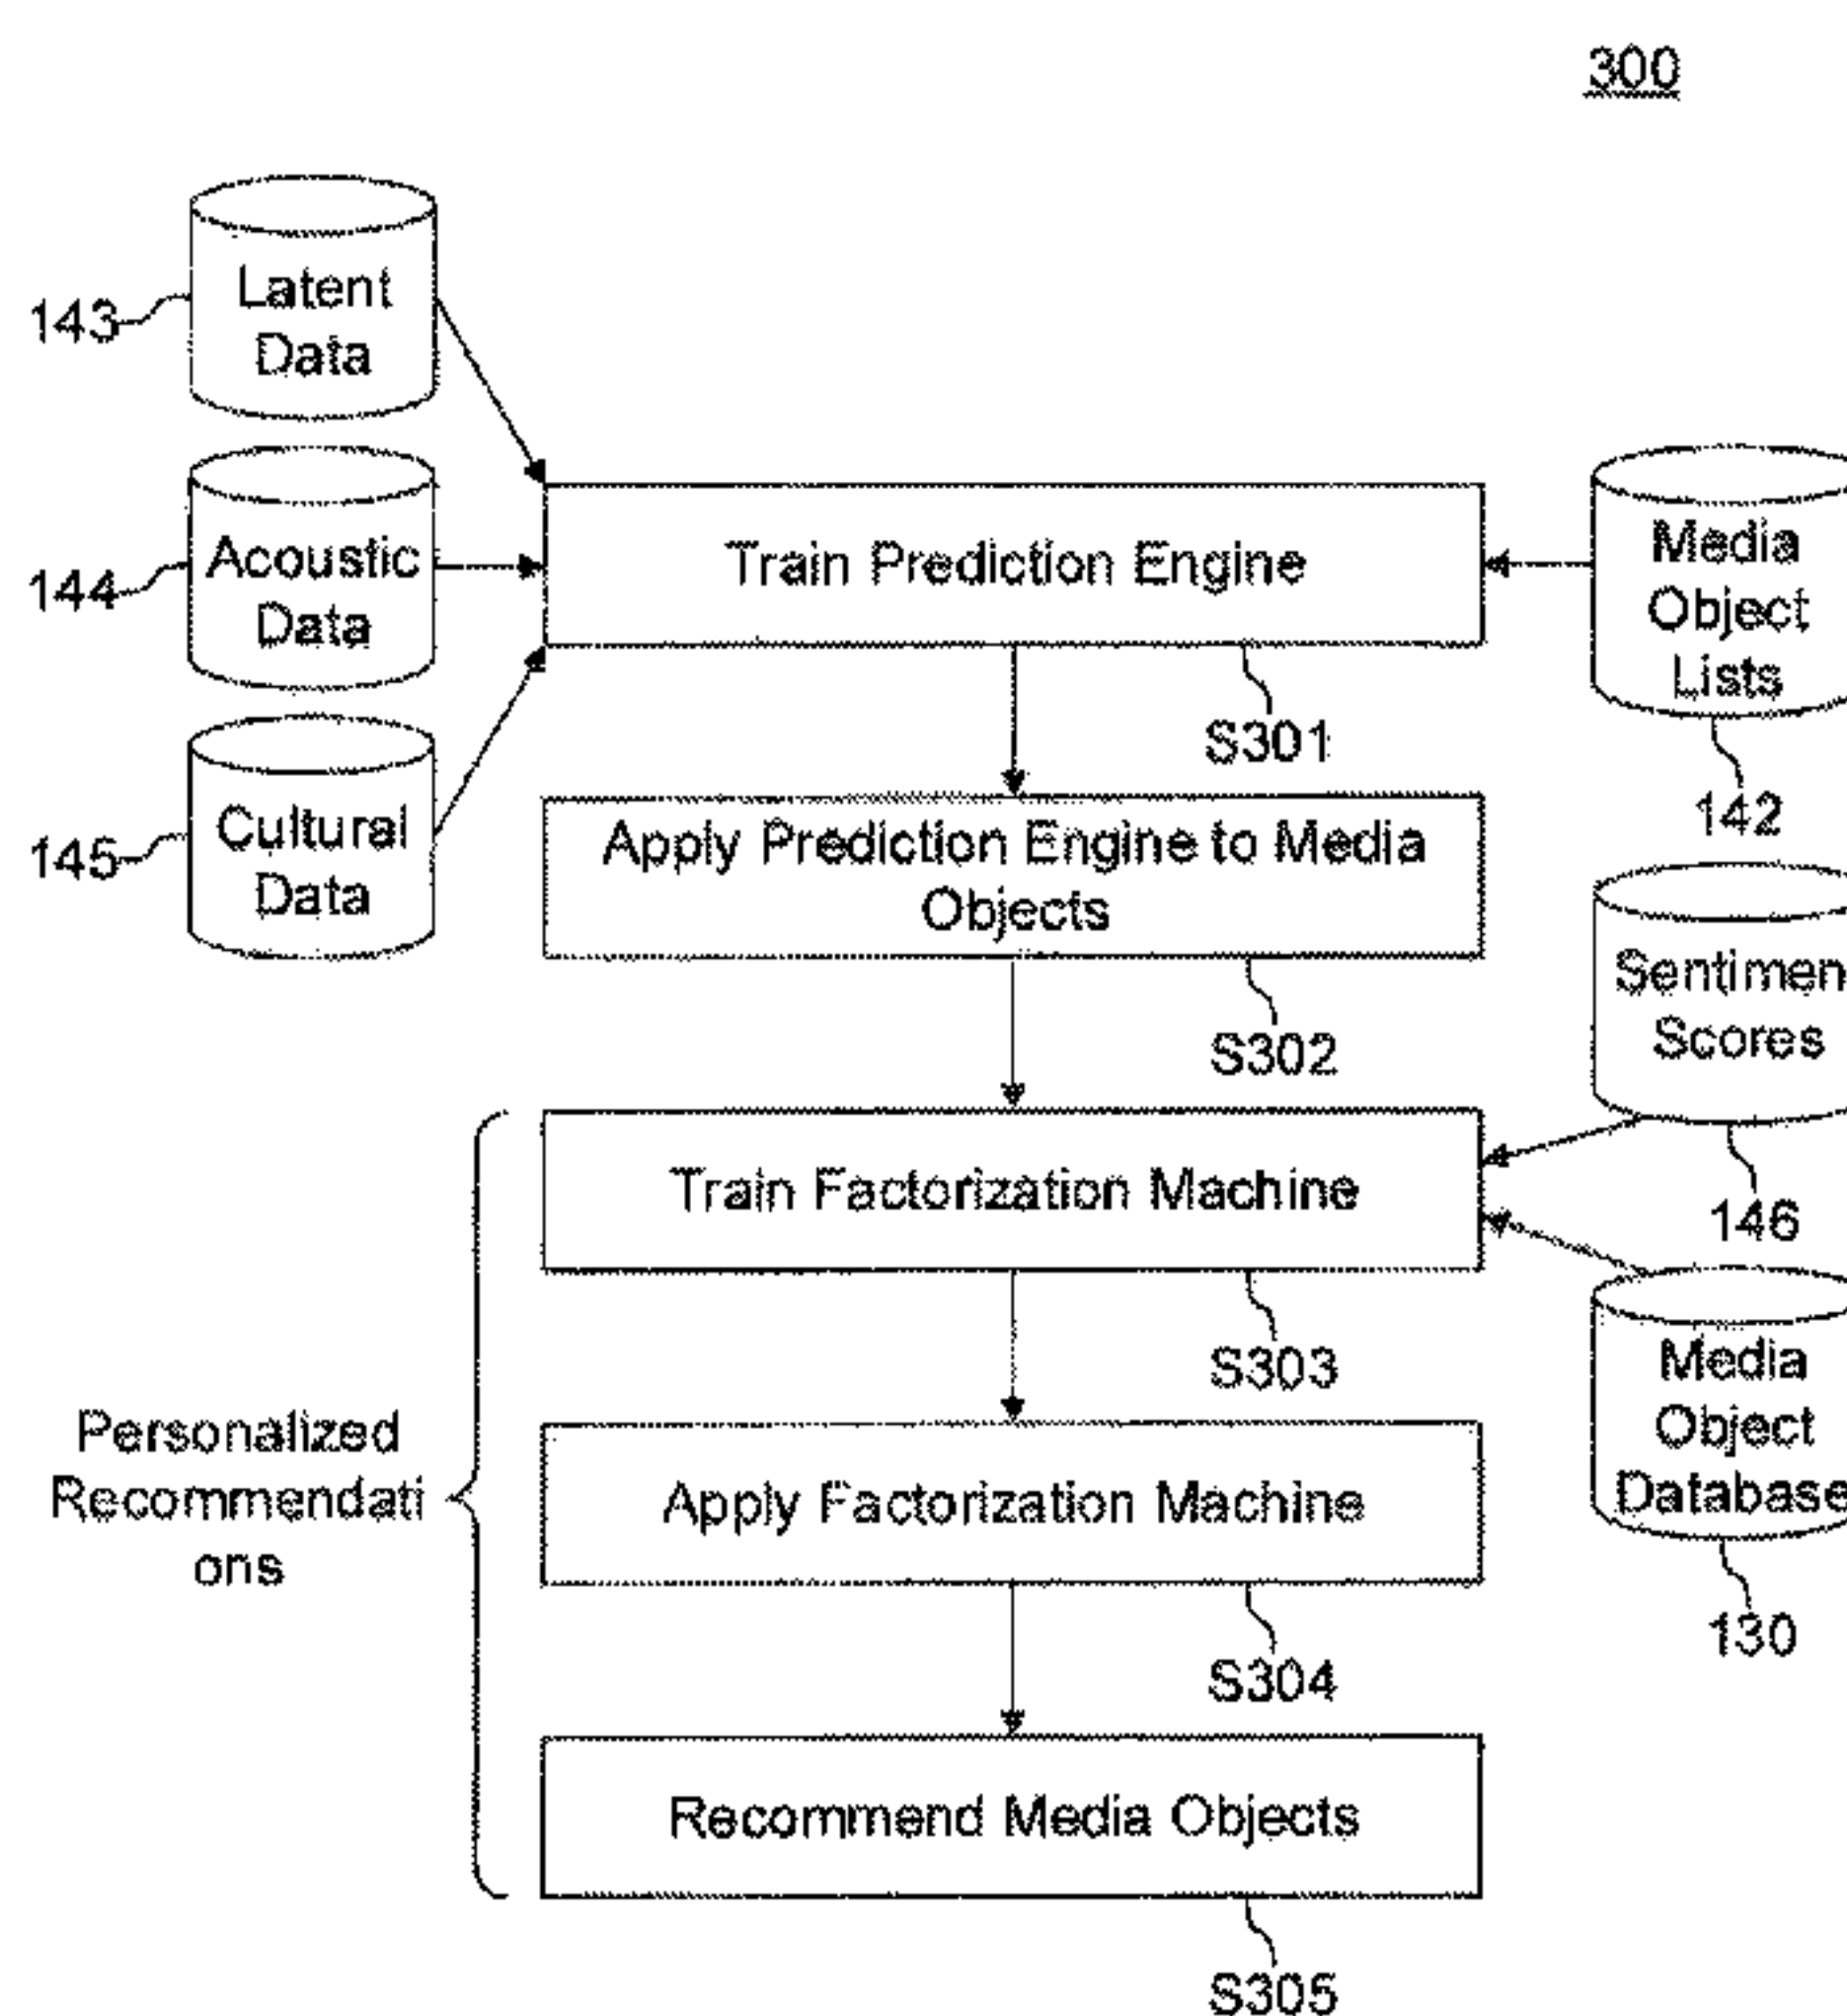 300
Latent
Data
143
Acoustic
Data
144
Cultural
Data
145
Train Prediction Engine
S301
Media
Object
Lists
142
Apply Prediction Engine to Media
Objects
S302
Sentimen
Scores
146
Train Factorization Machine
S303
Media
Object
Database
130
Personalized
Recommendati
ons
Apply Factorization Machine
S304
Recommend Media Objects
S305